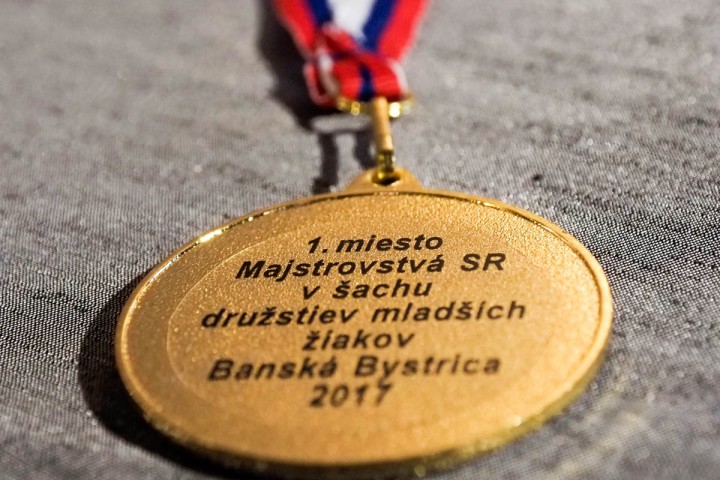 1. miesto
Majstrovstvá SR
v šachu
družstiev mladších
žiakov
Banská Bystrica
2017